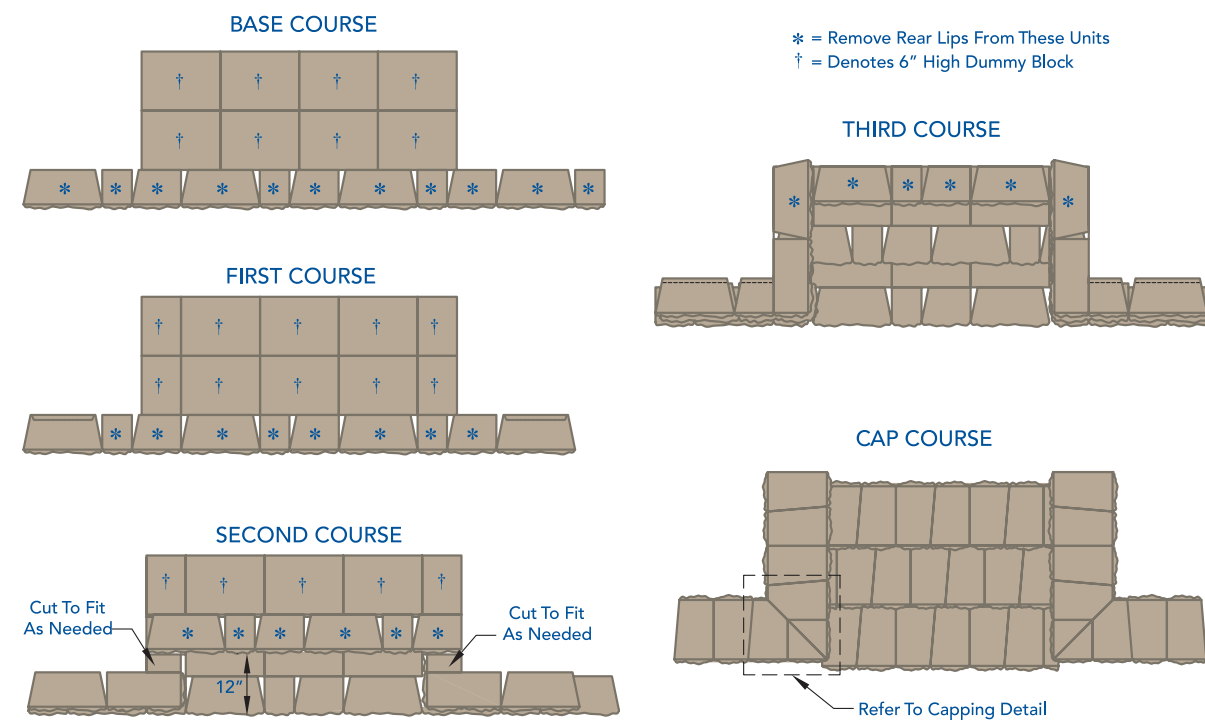 BASE COURSE
† † † †
† † † †
* * * * * * * * * * *
FIRST COURSE
† † † † †
† † † † †
* * * * * * * *
SECOND COURSE
† † † † †
Cut To Fit
As Needed
* * * * * *
Cut To Fit
As Needed
12"
* = Remove Rear Lips From These Units
† = Denotes 6" High Dummy Block
THIRD COURSE
* * * *
* *
CAP COURSE
Refer To Capping Detail